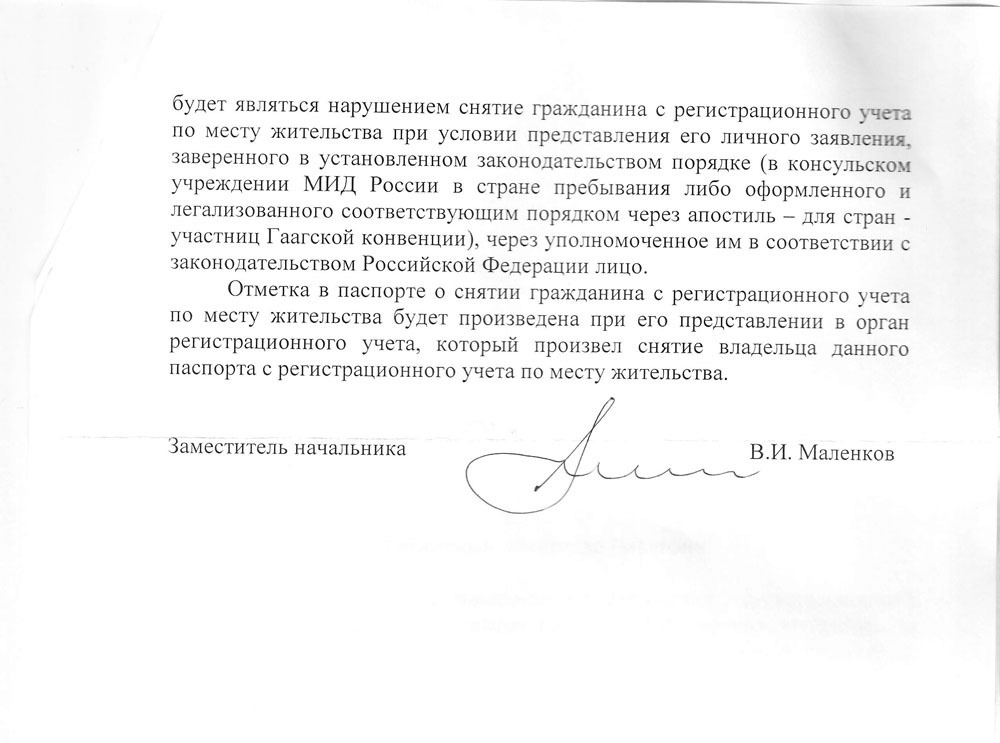 будет являться нарушением снятие гражданина с регистрационного учета
по месту жительства при условии представления его личного заявления,
заверенного в установленном законодательством порядке (в консульском
учреждении МИД России в стране пребывания либо оформленного и
легализованного соответствующим порядком через апостиль – для стран -
участниц Гаагской конвенции), через уполномоченное им в соответствии с
законодательством Российской Федерации лицо.
Отметка в паспорте о снятии гражданина с регистрационного учета
по месту жительства будет произведена при его представлении в орган
регистрационного учета, который произвел снятие владельца данного
паспорта с регистрационного учета по месту жительства.
Заместитель начальника В.И. Маленков